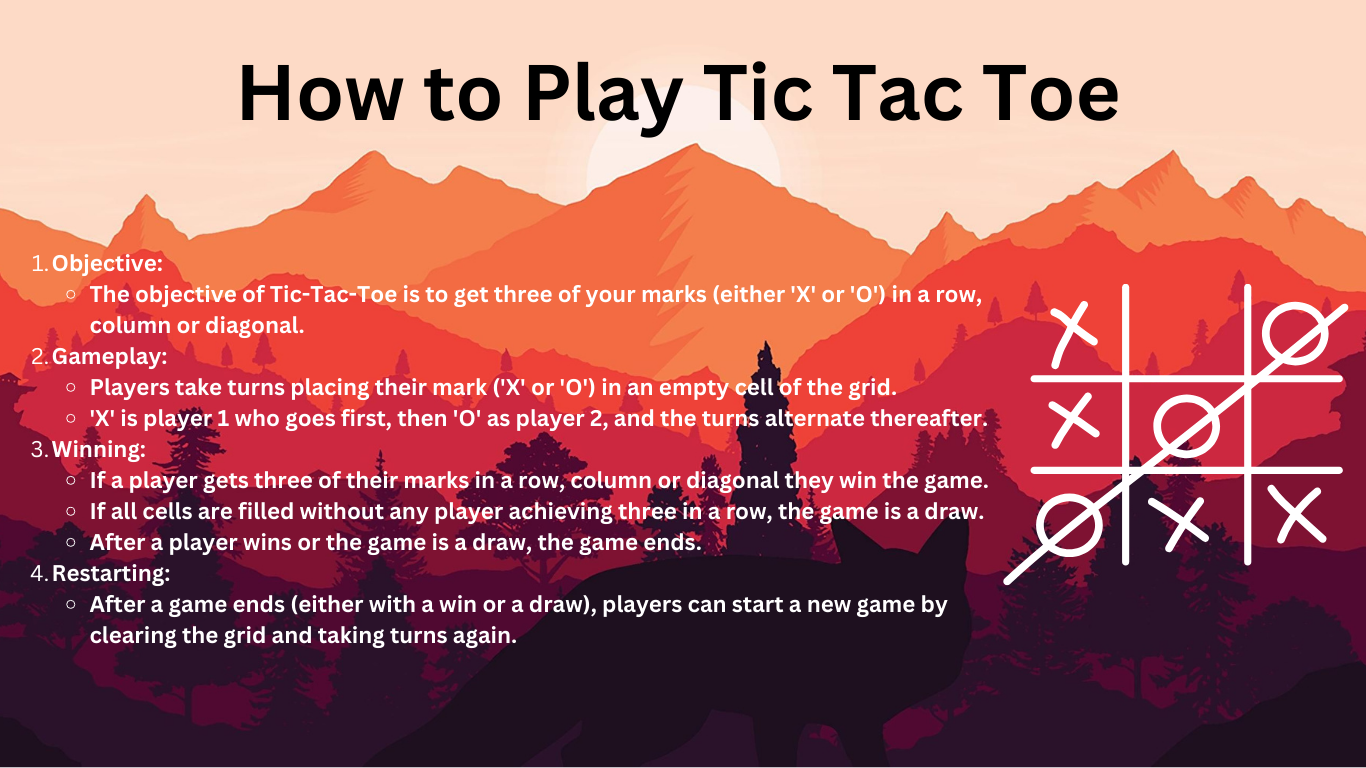 How to Play Tic Tac Toe
1. Objective:
○ The objective of Tic-Tac-Toe is to get three of your marks (either 'X' or 'O') in a row,
column or diagonal.
2. Gameplay:
○ Players take turns placing their mark ('X' or 'O') in an empty cell of the grid.
○ 'X' is player 1 who goes first, then 'O' as player 2, and the turns alternate thereafter.
3. Winning:
○ If a player gets three of their marks in a row, column or diagonal they win the game.
○ If all cells are filled without any player achieving three in a row, the game is a draw.
○ After a player wins or the game is a draw, the game ends.
4. Restarting:
○ After a game ends (either with a win or a draw), players can start a new game by
clearing the grid and taking turns again.
X O
X O
O X X